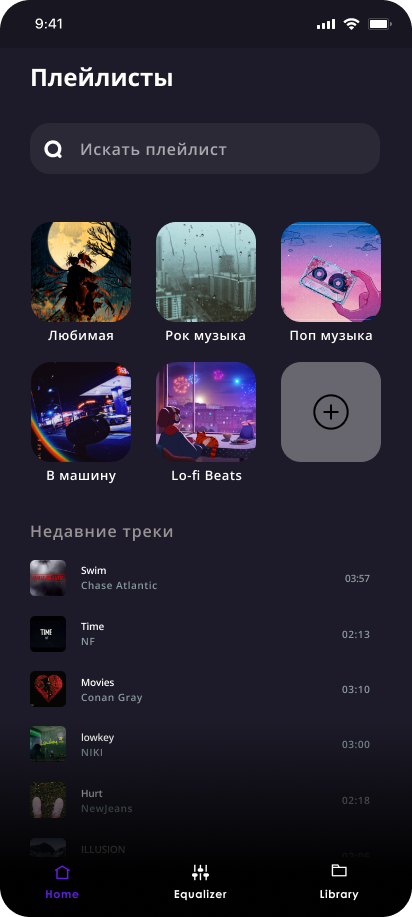 9:41
Плейлисты
Искать плейлист
Любимая
Рок музыка
Поп музыка
В машину
Lo-fi Beats
Недавние треки
Swim
Chase Atlantic
03:57
TIME
Time
NF
02:13
Movies
Conan Gray
03:10
lowkey
NIKI
03:00
Hurt
NewJeans
02:18
ILLUSION
Home
Equalizer
Library